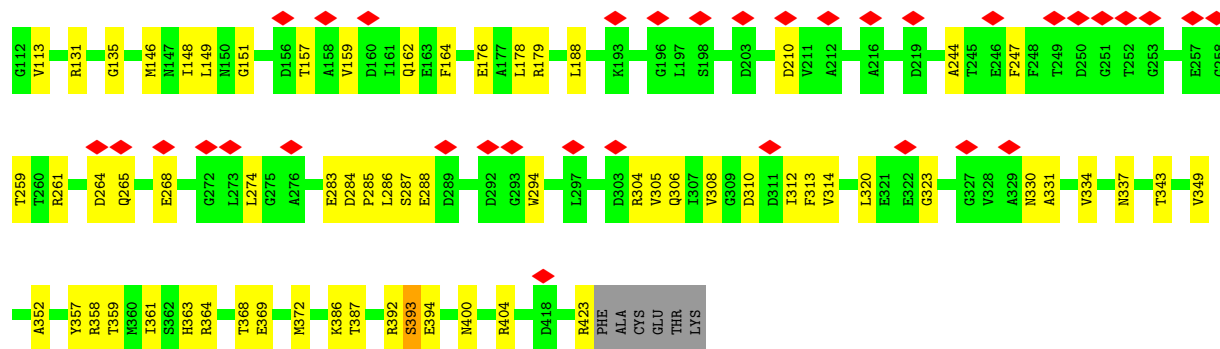 G112 V113 R131 G135 M146 N147 I148 L149 N150 G151 D156 T157 A158 V159 D160 I161 Q162 E163 F164 E176 A177 L178 R179 L188 K193 G196 L197 S198 D203 D210 V211 A212 A216 D219 A244 T245 E246 F247 F248 T249 D250 G251 T252 G253 E257 G258
T259 T260 R261 D264 Q265 E268 G272 L273 L274 G275 A276 E283 D284 P285 L286 S287 E288 D289 D292 G293 W294 L297 D303 R304 V305 Q306 I307 V308 G309 D310 D311 I312 F313 V314 L320 E321 E322 G323 G327 V328 A329 N330 A331 V334 N337 T343 V349
A352 Y357 R358 T359 M360 I361 S362 H363 R364 T368 E369 M372 K386 T387 R392 S393 E394 N400 R404 D418 R423 PHE ALA CYS GLU THR LYS